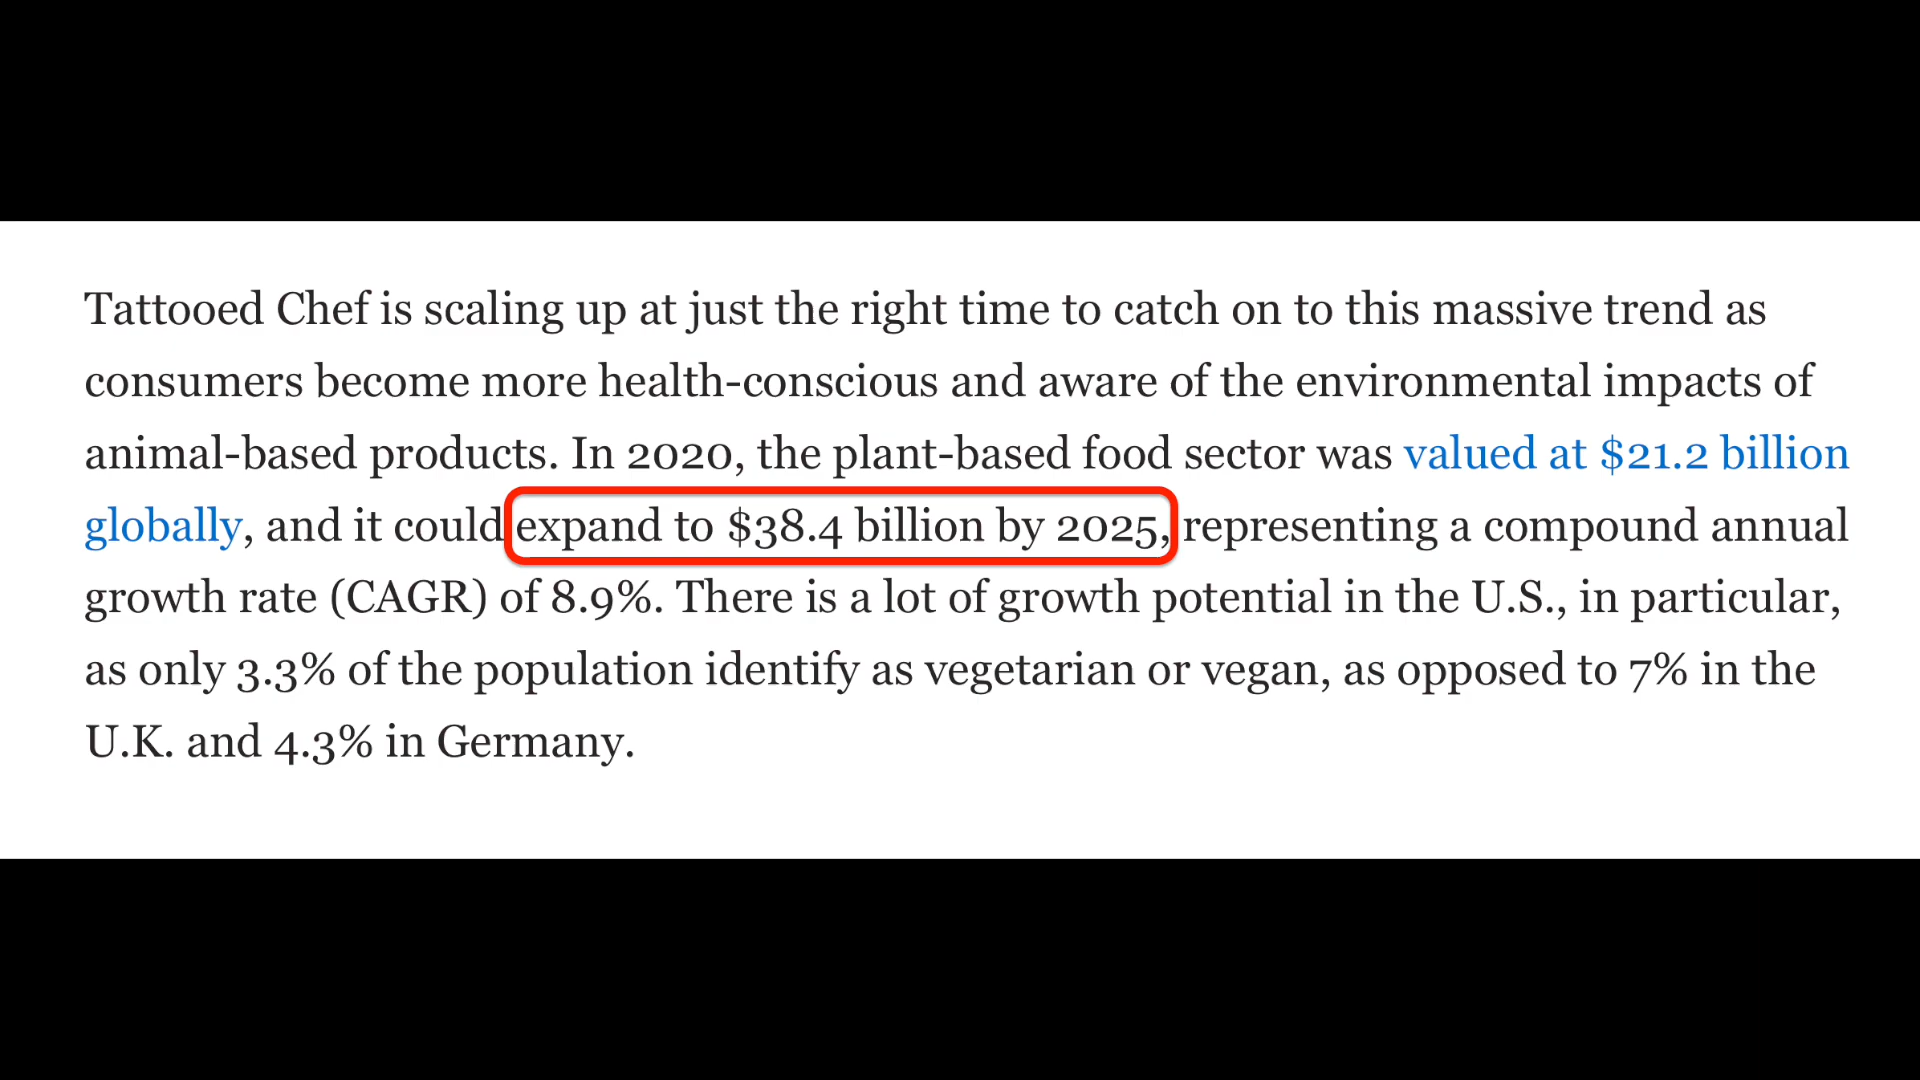 Tattooed Chef is scaling up at just the right time to catch on to this massive trend as
consumers become more health-conscious and aware of the environmental impacts of
animal-based products. In 2020, the plant-based food sector was valued at $21.2 billion
globally, and it could expand to $38.4 billion by 2025, representing a compound annual
growth rate (CAGR) of 8.9%. There is a lot of growth potential in the U.S., in particular,
as only 3.3% of the population identify as vegetarian or vegan, as opposed to 7% in the
U.K. and 4.3% in Germany.